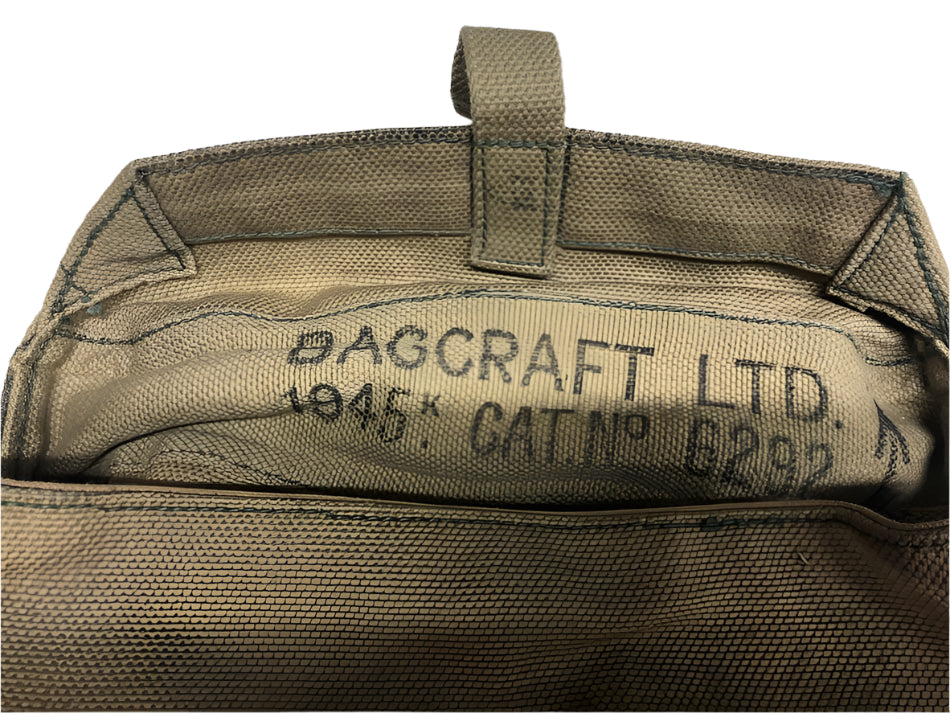 BAGCRAFT LTD.
1945 K. CAT.Nº 0292